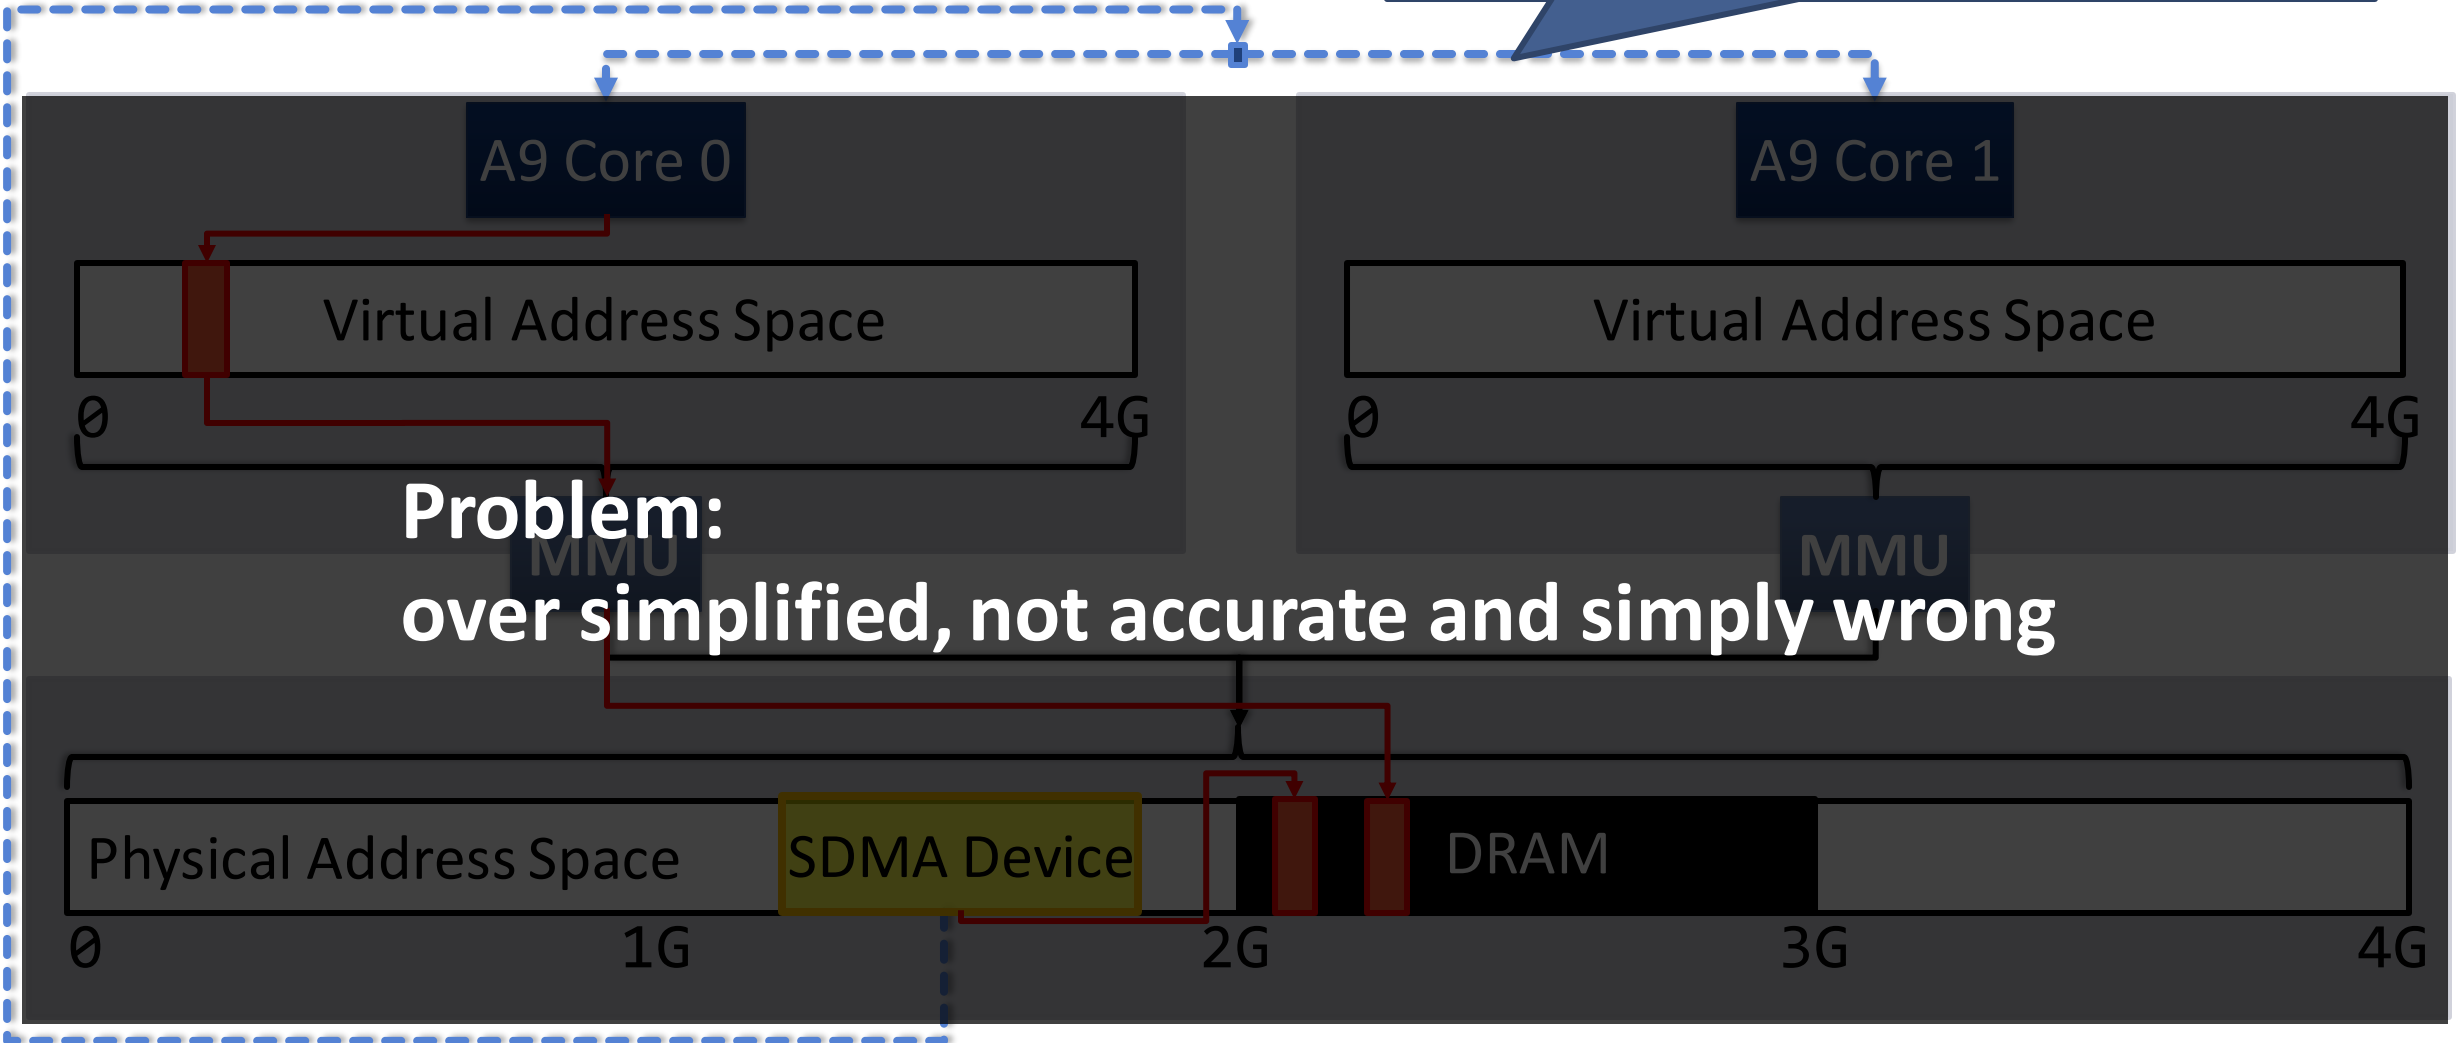 A9 Core 0
A9 Core 1
Virtual Address Space
Virtual Address Space
0
4G
0
4G
Problem:
MMU
MMU
over simplified, not accurate and simply wrong
Physical Address Space
SDMA Device
DRAM
0
1G
2G
3G
4G